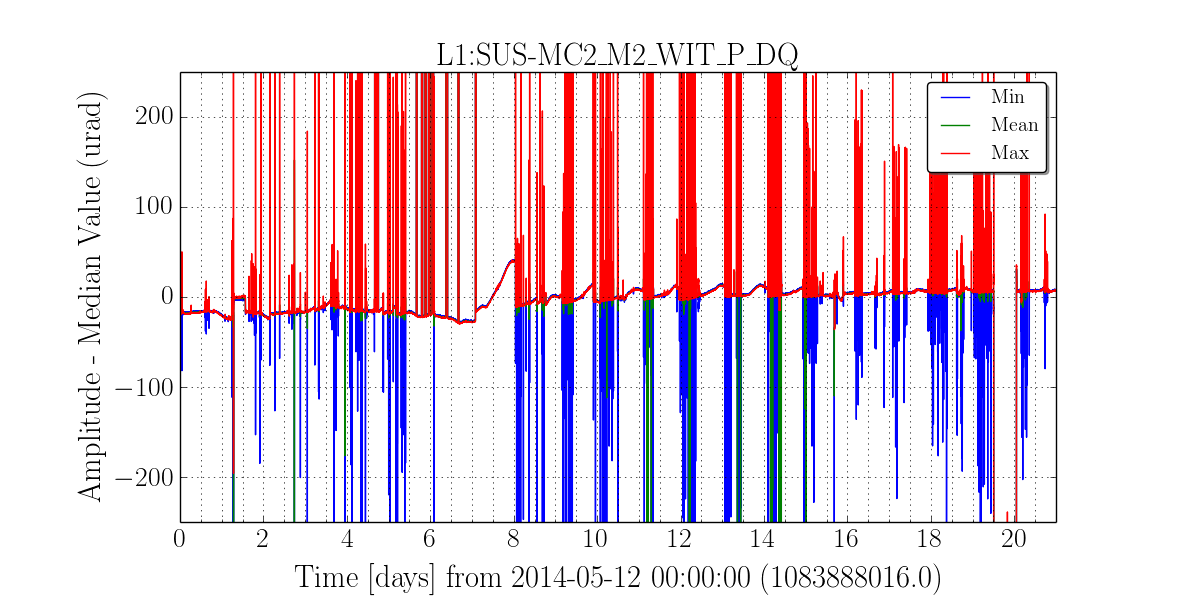 L1:SUS-MC2_M2_WIT_P_DQ
Amplitude - Median Value (urad)
200
100
0
−100
−200
Min
Mean
Max
0 2 4 6 8 10 12 14 16 18 20
Time [days] from 2014-05-12 00:00:00 (1083888016.0)